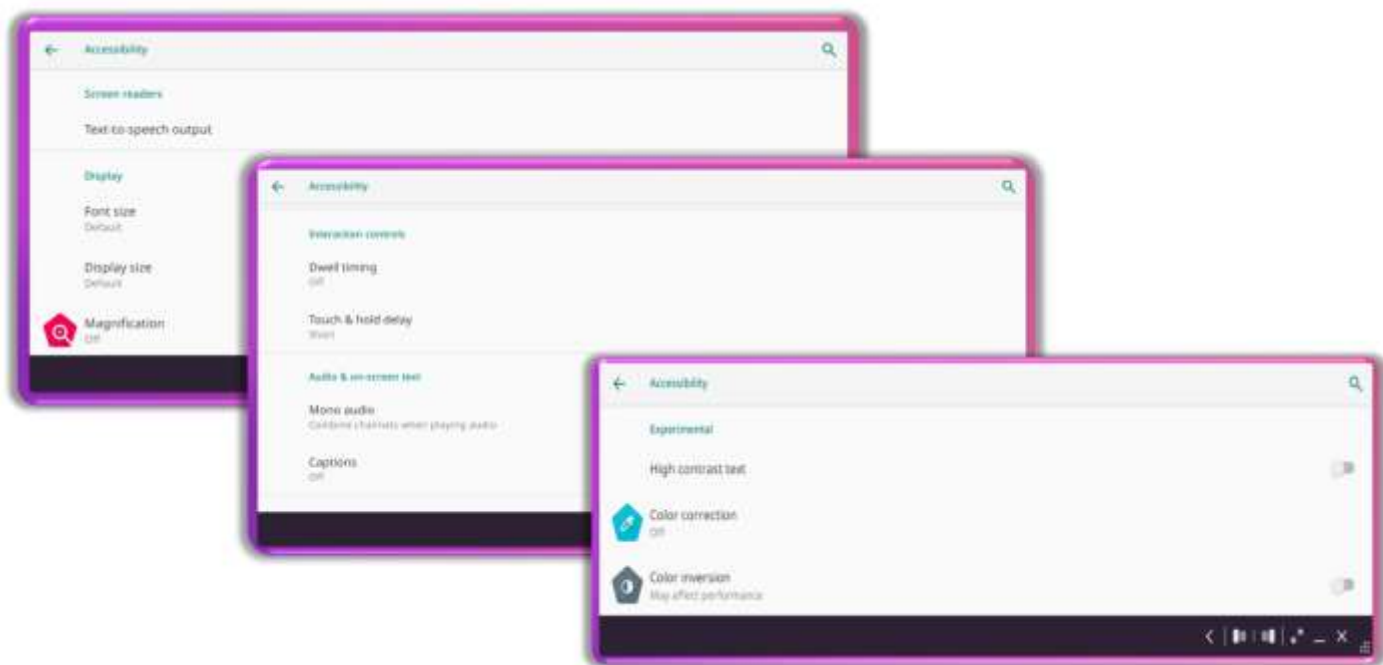 Accessibility
Screen readers
Text-to-speech output
Display
Font size
Default
Display size
Default
Magnification
Off
Accessibility
Interaction controls
Dwell timing
Off
Touch & hold delay
Short
Audio & on-screen text
Mono audio
Combine channels when playing audio
Captions
Off
Accessibility
Experimental
High contrast text
Color correction
Off
Color inversion
May affect performance